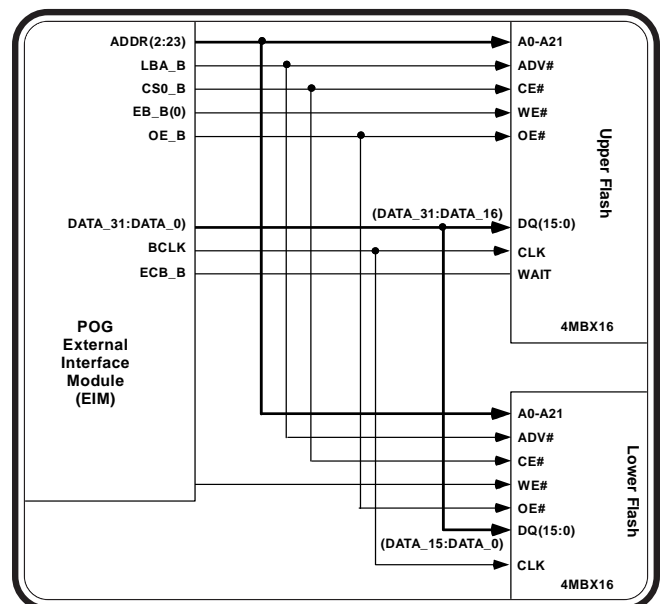 ADDR(2:23)
LBA_B
CS0_B
EB_B(0)
OE_B
DATA_31:DATA_0)
BCLK
ECB_B
POG
External
Interface
Module
(EIM)
(DATA_31:DATA_16)
A0-A21
ADV#
CE#
WE#
OE#
DQ(15:0)
CLK
WAIT
Upper Flash
4MBX16
A0-A21
ADV#
CE#
WE#
OE#
DQ(15:0)
(DATA_15:DATA_0)
CLK
Lower Flash
4MBX16